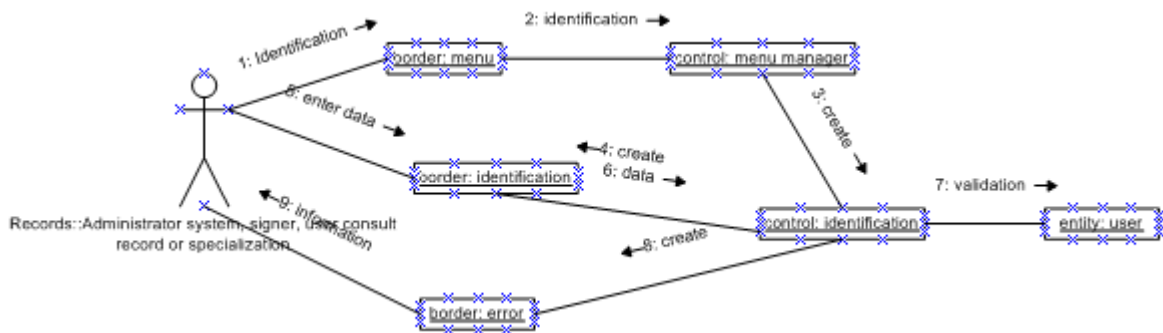 2: identification
1: Identification
border: menu
control: menu manager
5: enter data
3: create
4: create
6: data
border: identification
7: validation
9: information
Records::Administrator system, signer, user consult
record or specialization
control: identification
entity: user
8: create
border: error